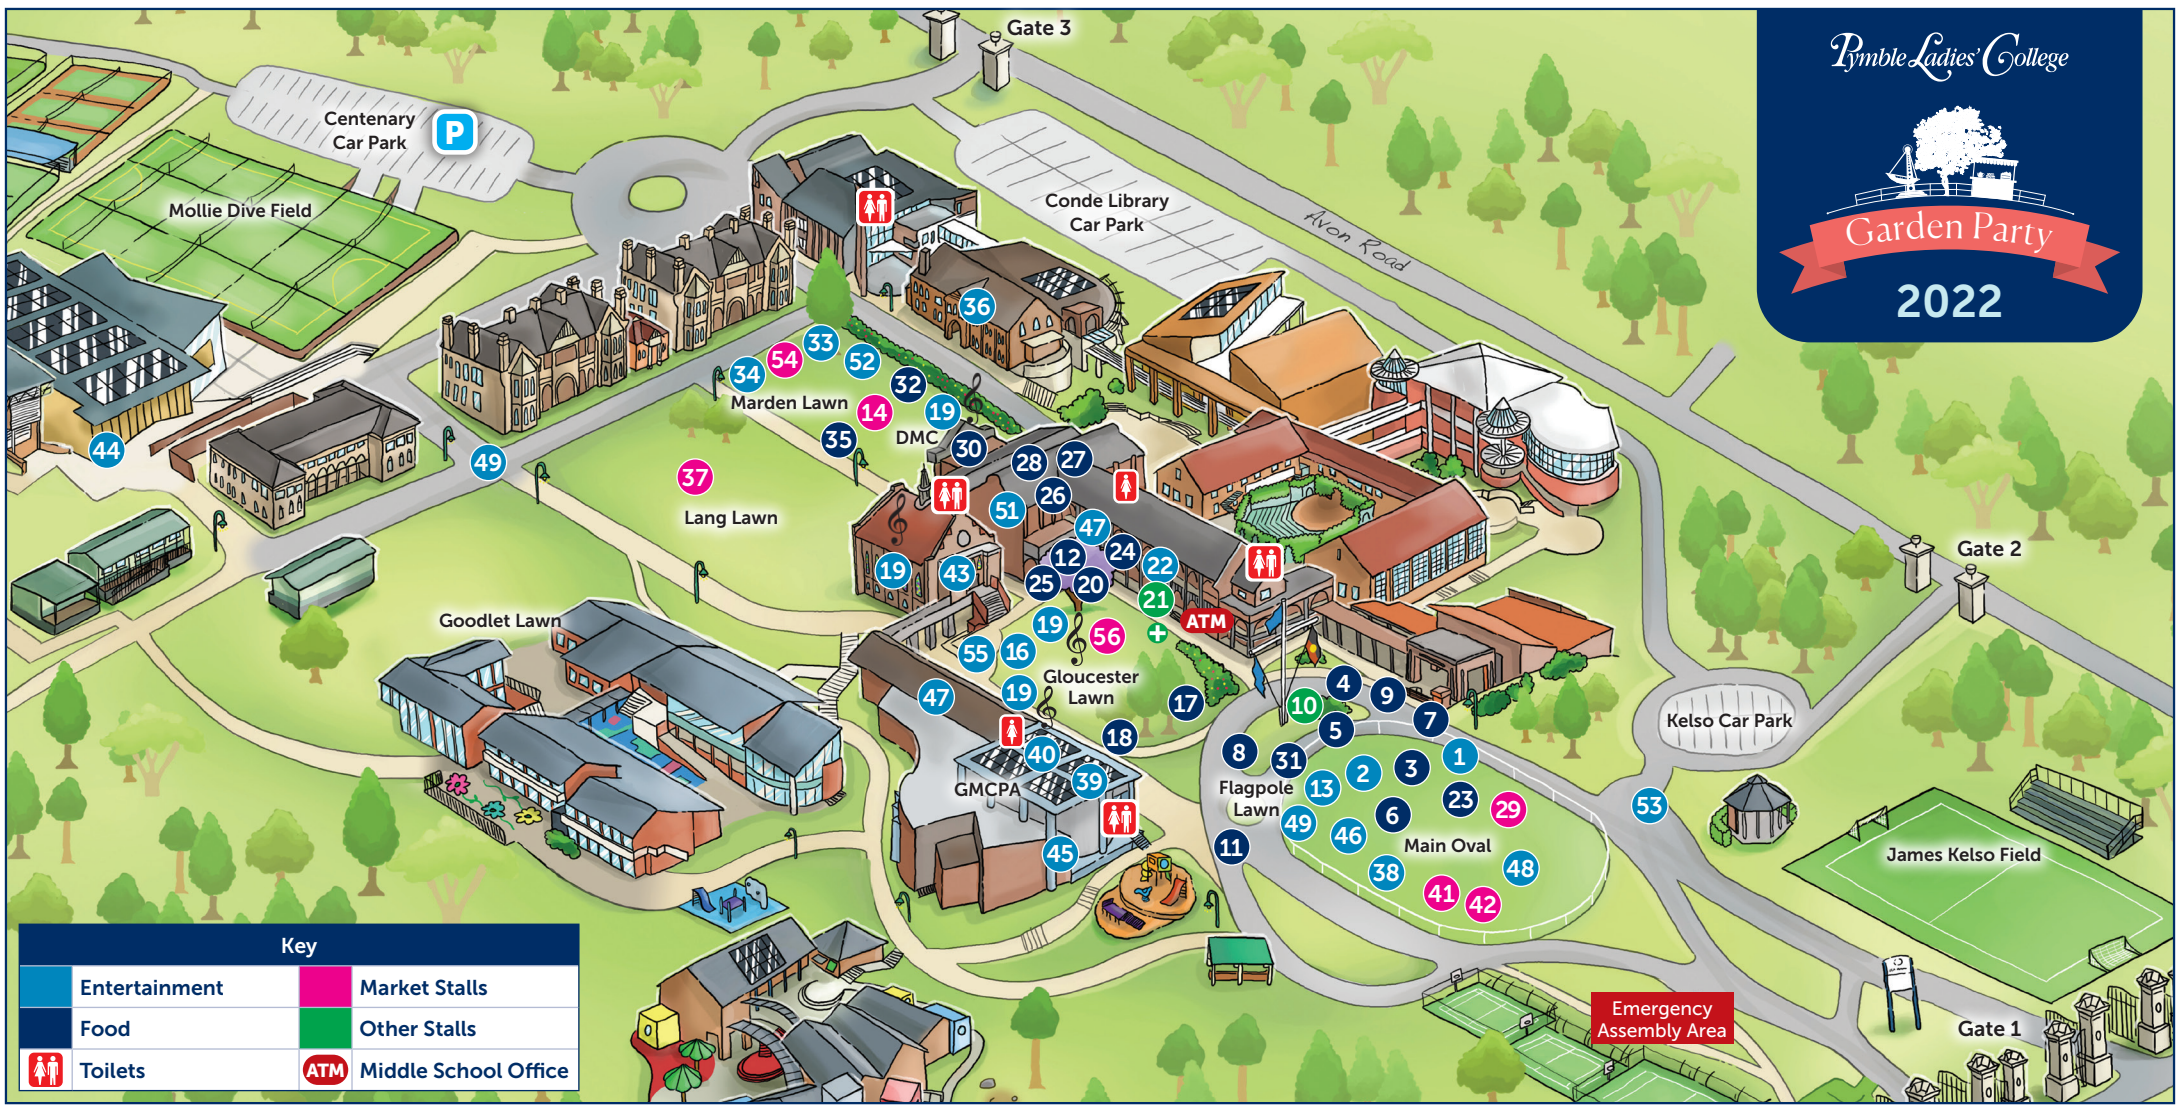 Gate 3
Pymble Ladies' College
Garden Party
2022
Centenary
Car Park
P
Mollie Dive Field
Conde Library
Car Park
Avon Road
36
33
54
34
52
32
Marden Lawn
14
19
35
DMC
30
44
49
28
27
37
26
Lang Lawn
51
47
12
24
22
19
43
25
20
21
Gate 2
Goodlet Lawn
19
56
ATM
55
16
Gloucester
Lawn
47
19
17
4
9
10
7
5
Kelso Car Park
18
8
31
1
40
2
3
39
13
GMCPA
Flagpole
Lawn
23
29
53
6
49
46
Main Oval
11
45
38
48
James Kelso Field
41
42
Key
Entertainment
Market Stalls
Food
Other Stalls
Toilets
ATM
Middle School Office
Emergency
Assembly Area
Gate 1